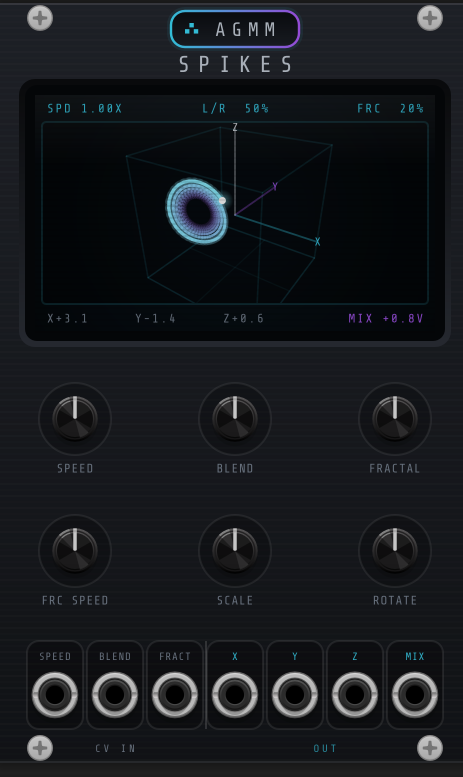 AGMM
SPIKES
SPD 1.00X L/R 50% FRC 20%
Z
Y
X
X+3.1 Y-1.4 Z+0.6 MIX +0.8V
SPEED BLEND FRACTAL
FRC SPEED SCALE ROTATE
SPEED BLEND FRACT X Y Z MIX
CV IN OUT